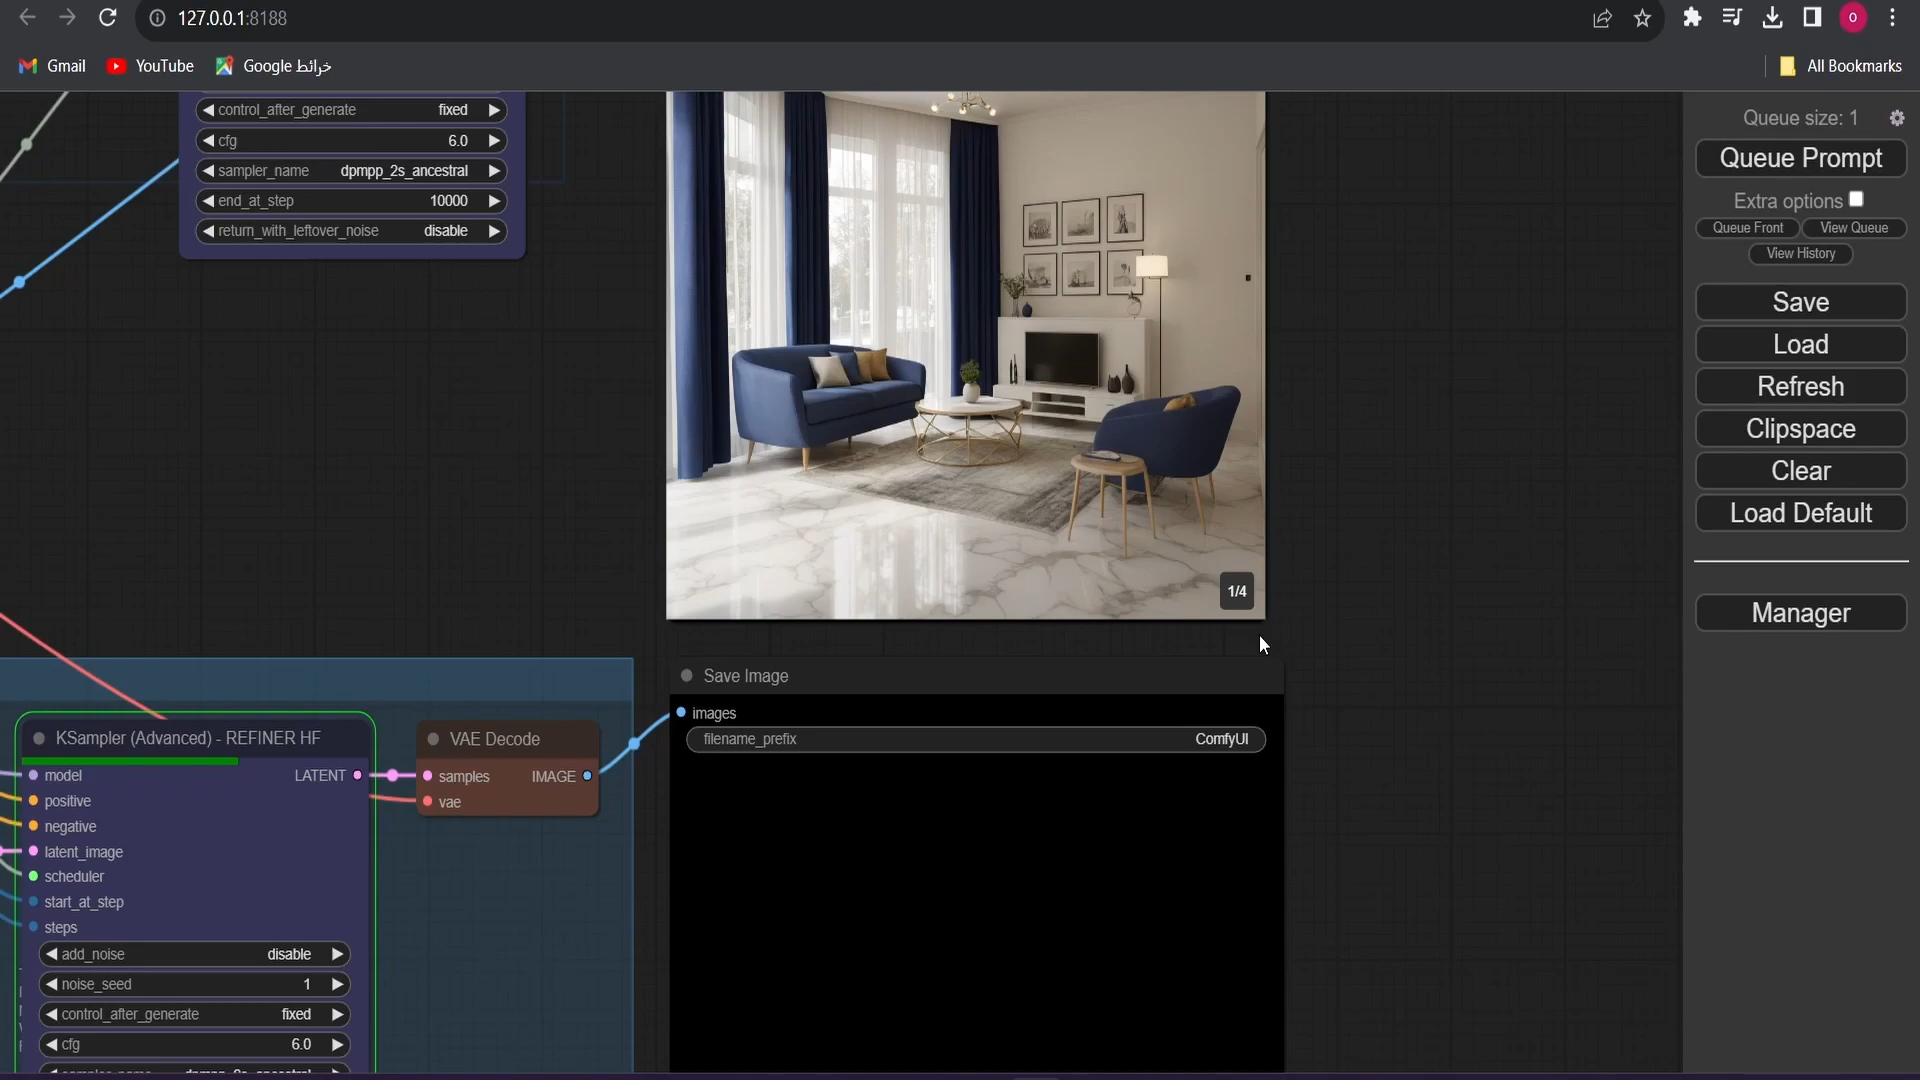 127.0.0.1:8188
O
Gmail
YouTube
خرائط Google
All Bookmarks
control_after_generate fixed
cfg 6.0
sampler_name dpmpp_2s_ancestral
end_at_step 10000
return_with_leftover_noise disable
1/4
Queue size: 1
Queue Prompt
Extra options
Queue Front
View Queue
View History
Save
Load
Refresh
Clipspace
Clear
Load Default
Manager
Save Image
images
filename_prefix ComfyUI
KSampler (Advanced) - REFINER HF
model LATENT
positive
negative
latent_image
scheduler
start_at_step
steps
add_noise disable
noise_seed 1
control_after_generate fixed
cfg 6.0
VAE Decode
samples IMAGE
vae